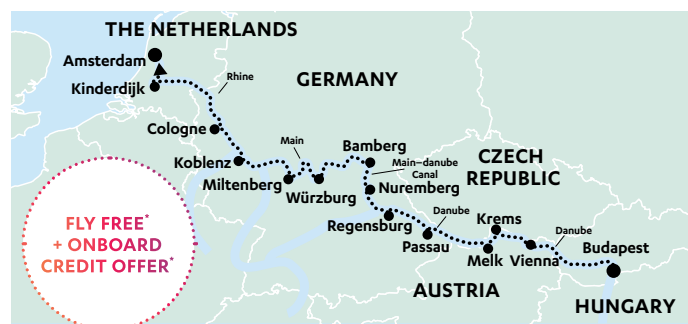 THE NETHERLANDS
Amsterdam
Kinderdijk
Rhine
GERMANY
Cologne
Koblenz
Main
Miltenberg
Würzburg
Bamberg
Main–danube
Canal
Nuremberg
CZECH
REPUBLIC
Regensburg
Danube
Passau
Krems
Melk
Vienna
Danube
Budapest
AUSTRIA
HUNGARY
FLY FREE*
+ ONBOARD
CREDIT OFFER*